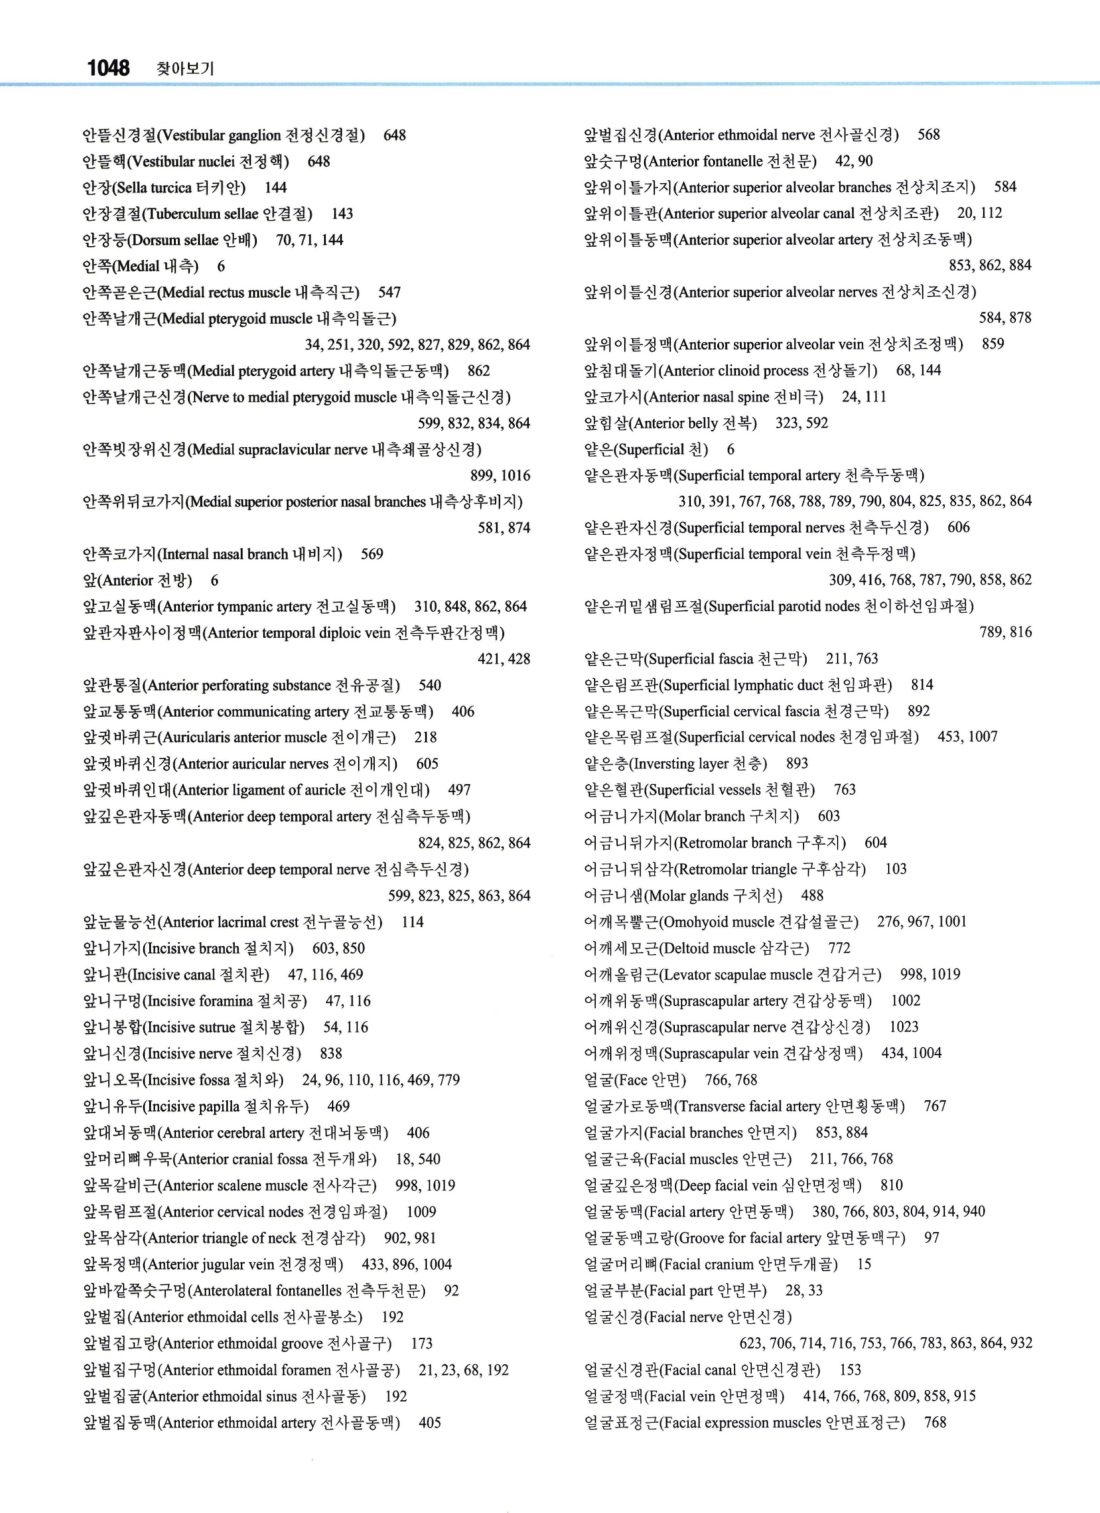 1048 찾아보기
안뜰신경절(Vestibular ganglion 전정신경절) 648
안뜰핵(Vestibular nuclei 전정핵) 648
안장(Sella turcica 터키안) 144
안장결절(Tuberculum sellae 안결절) 143
안장등(Dorsum sellae 안배) 70, 71, 144
안쪽(Medial 내측) 6
안쪽곧은근(Medial rectus muscle 내측직근) 547
안쪽날개근(Medial pterygoid muscle 내측익돌근)
34, 251, 320, 592, 827, 829, 862, 864
안쪽날개근동맥(Medial pterygoid artery 내측익돌근동맥) 862
안쪽날개근신경(Nerve to medial pterygoid muscle 내측익돌근신경)
599, 832, 834, 864
안쪽빗장위신경(Medial supraclavicular nerve 내측쇄골상신경)
899, 1016
안쪽위뒤코가지(Medial superior posterior nasal branches 내측상후비지)
581, 874
안쪽코가지(Internal nasal branch 내비지) 569
앞(Anterior 전방) 6
앞고실동맥(Anterior tympanic artery 전고실동맥) 310, 848, 862, 864
앞관자판사이정맥(Anterior temporal diploic vein 전측두판간정맥)
421, 428
앞관통질(Anterior perforating substance 전유공질) 540
앞교통동맥(Anterior communicating artery 전교통동맥) 406
앞귓바퀴근(Auricularis anterior muscle 전이개근) 218
앞귓바퀴신경(Anterior auricular nerves 전이개지) 605
앞귓바퀴인대(Anterior ligament of auricle 전이개인대) 497
앞깊은관자동맥(Anterior deep temporal artery 전심측두동맥)
824, 825, 862, 864
앞깊은관자신경(Anterior deep temporal nerve 전심측두신경)
599, 823, 825, 863, 864
앞눈물능선(Anterior lacrimal crest 전누골능선) 114
앞니가지(Incisive branch 절치지) 603, 850
앞니관(Incisive canal 절치관) 47, 116, 469
앞니구멍(Incisive foramina 절치공) 47, 116
앞니봉합(Incisive sutrue 절치봉합) 54, 116
앞니신경(Incisive nerve 절치신경) 838
앞니오목(Incisive fossa 절치와) 24, 96, 110, 116, 469, 779
앞니유두(Incisive papilla 절치유두) 469
앞대뇌동맥(Anterior cerebral artery 전대뇌동맥) 406
앞머리뼈우묵(Anterior cranial fossa 전두개와) 18, 540
앞목갈비근(Anterior scalene muscle 전사각근) 998, 1019
앞목림프절(Anterior cervical nodes 전경임파절) 1009
앞목삼각(Anterior triangle of neck 전경삼각) 902, 981
앞목정맥(Anterior jugular vein 전경정맥) 433, 896, 1004
앞바깥쪽숫구멍(Anterolateral fontanelles 전측두천문) 92
앞벌집(Anterior ethmoidal cells 전사골봉소) 192
앞벌집고랑(Anterior ethmoidal groove 전사골구) 173
앞벌집구멍(Anterior ethmoidal foramen 전사골공) 21, 23, 68, 192
앞벌집굴(Anterior ethmoidal sinus 전사골동) 192
앞벌집동맥(Anterior ethmoidal artery 전사골동맥) 405
앞벌집신경(Anterior ethmoidal nerve 전사골신경) 568
앞숫구멍(Anterior fontanelle 전천문) 42, 90
앞위이틀가지(Anterior superior alveolar branches 전상치조지) 584
앞위이틀관(Anterior superior alveolar canal 전상치조관) 20, 112
앞위이틀동맥(Anterior superior alveolar artery 전상치조동맥)
853, 862, 884
앞위이틀신경(Anterior superior alveolar nerves 전상치조신경)
584, 878
앞위이틀정맥(Anterior superior alveolar vein 전상치조정맥) 859
앞침대돌기(Anterior clinoid process 전상돌기) 68, 144
앞코가시(Anterior nasal spine 전비극) 24, 111
앞힘살(Anterior belly 전복) 323, 592
얕은(Superficial 천) 6
얕은관자동맥(Superficial temporal artery 천측두동맥)
310, 391, 767, 768, 788, 789, 790, 804, 825, 835, 862, 864
얕은관자신경(Superficial temporal nerves 천측두신경) 606
얕은관자정맥(Superficial temporal vein 천측두정맥)
309, 416, 768, 787, 790, 858, 862
얕은귀밑샘림프절(Superficial parotid nodes 천이하선임파절)
789, 816
얕은근막(Superficial fascia 천근막) 211, 763
얕은림프관(Superficial lymphatic duct 천임파관) 814
얕은목근막(Superficial cervical fascia 천경근막) 892
얕은목림프절(Superficial cervical nodes 천경임파절) 453, 1007
얕은층(Inversting layer 천층) 893
얕은혈관(Superficial vessels 천혈관) 763
어금니가지(Molar branch 구치지) 603
어금니뒤가지(Retromolar branch 구후지) 604
어금니뒤삼각(Retromolar triangle 구후삼각) 103
어금니샘(Molar glands 구치선) 488
어깨목뿔근(Omohyoid muscle 견갑설골근) 276, 967, 1001
어깨세모근(Deltoid muscle 삼각근) 772
어깨올림근(Levator scapulae muscle 견갑거근) 998, 1019
어깨위동맥(Suprascapular artery 견갑상동맥) 1002
어깨위신경(Suprascapular nerve 견갑상신경) 1023
어깨위정맥(Suprascapular vein 견갑상정맥) 434, 1004
얼굴(Face 안면) 766, 768
얼굴가로동맥(Transverse facial artery 안면횡동맥) 767
얼굴가지(Facial branches 안면지) 853, 884
얼굴근육(Facial muscles 안면근) 211, 766, 768
얼굴깊은정맥(Deep facial vein 심안면정맥) 810
얼굴동맥(Facial artery 안면동맥) 380, 766, 803, 804, 914, 940
얼굴동맥고랑(Groove for facial artery 앞면동맥구) 97
얼굴머리뼈(Facial cranium 안면두개골) 15
얼굴부분(Facial part 안면부) 28, 33
얼굴신경(Facial nerve 안면신경)
623, 706, 714, 716, 753, 766, 783, 863, 864, 932
얼굴신경관(Facial canal 안면신경관) 153
얼굴정맥(Facial vein 안면정맥) 414, 766, 768, 809, 858, 915
얼굴표정근(Facial expression muscles 안면표정근) 768